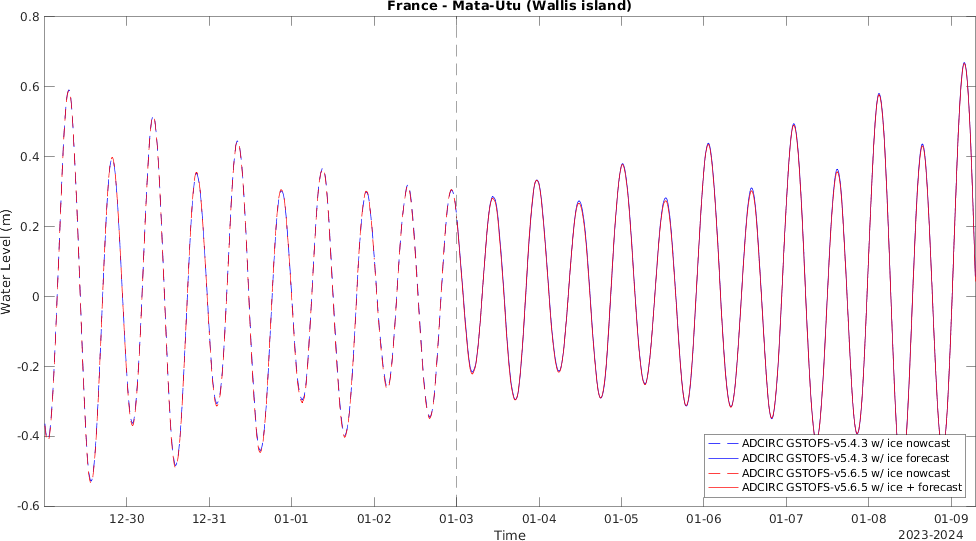 France - Mata-Utu (Wallis island)
0.8
0.6
0.4
0.2
0
-0.2
-0.4
-0.6
Water Level (m)
ADCIRC GSTOFS-v5.4.3 w/ ice nowcast
ADCIRC GSTOFS-v5.4.3 w/ ice forecast
ADCIRC GSTOFS-v5.6.5 w/ ice nowcast
ADCIRC GSTOFS-v5.6.5 w/ ice + forecast
12-30 12-31 01-01 01-02 01-03 01-04 01-05 01-06 01-07 01-08 01-09
Time
2023-2024